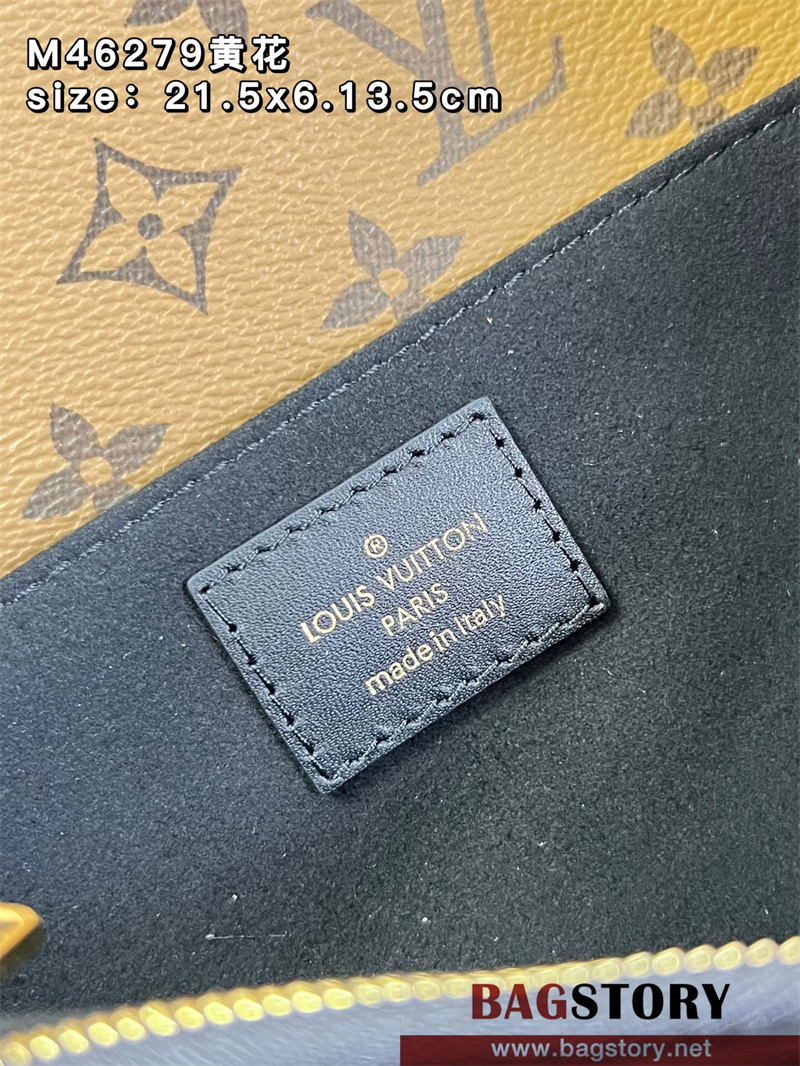 M46279黄花
size: 21.5x6.13.5cm
®
LOUIS VUITTON
PARIS
made in Italy
BAGSTORY
www.bagstory.net